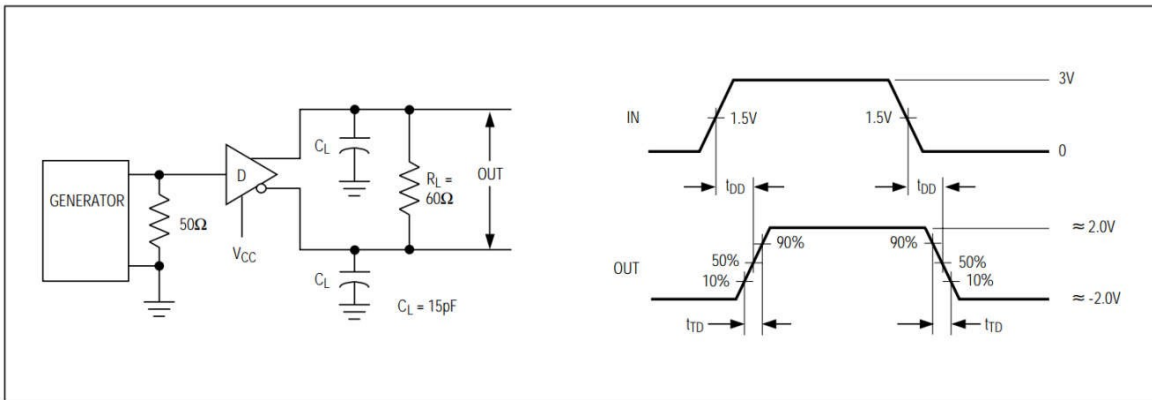 GENERATOR
50Ω
D
VCC
CL
CL
CL = 15pF
RL =
60Ω
OUT
IN
1.5V
1.5V
3V
0
tDD
tDD
OUT
90%
50%
10%
90%
50%
10%
≈ 2.0V
≈ -2.0V
tTD
tTD